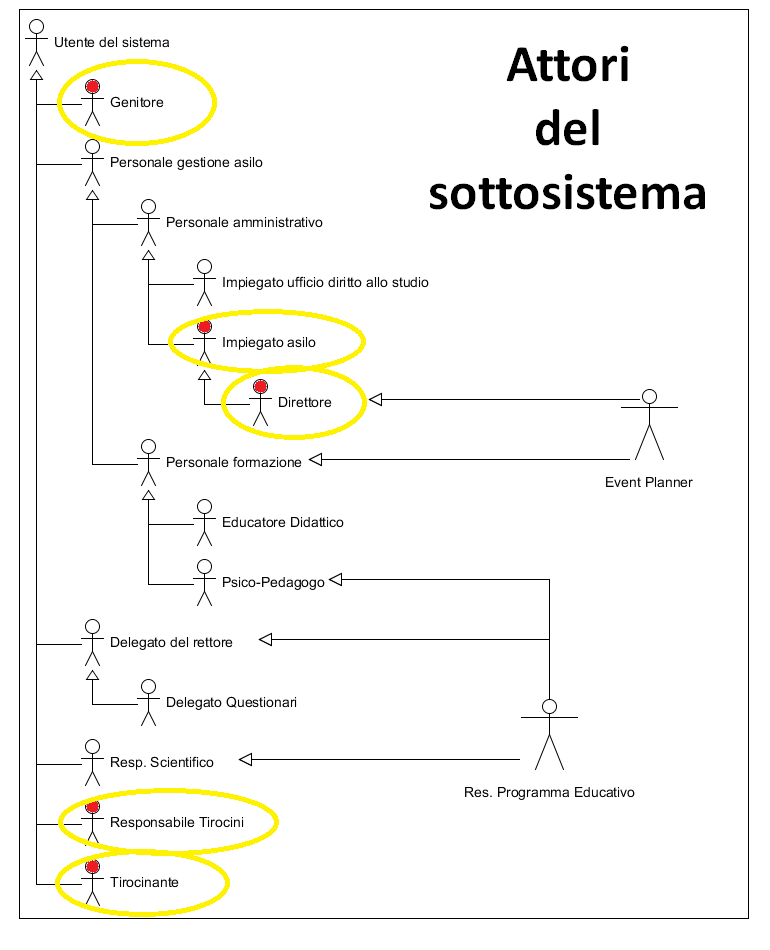 Utente del sistema
Attori
del
sottosistema
Genitore
Personale gestione asilo
Personale amministrativo
Impiegato ufficio diritto allo studio
Impiegato asilo
Direttore
Personale formazione
Event Planner
Educatore Didattico
Psico-Pedagogo
Delegato del rettore
Delegato Questionari
Resp. Scientifico
Res. Programma Educativo
Responsabile Tirocini
Tirocinante